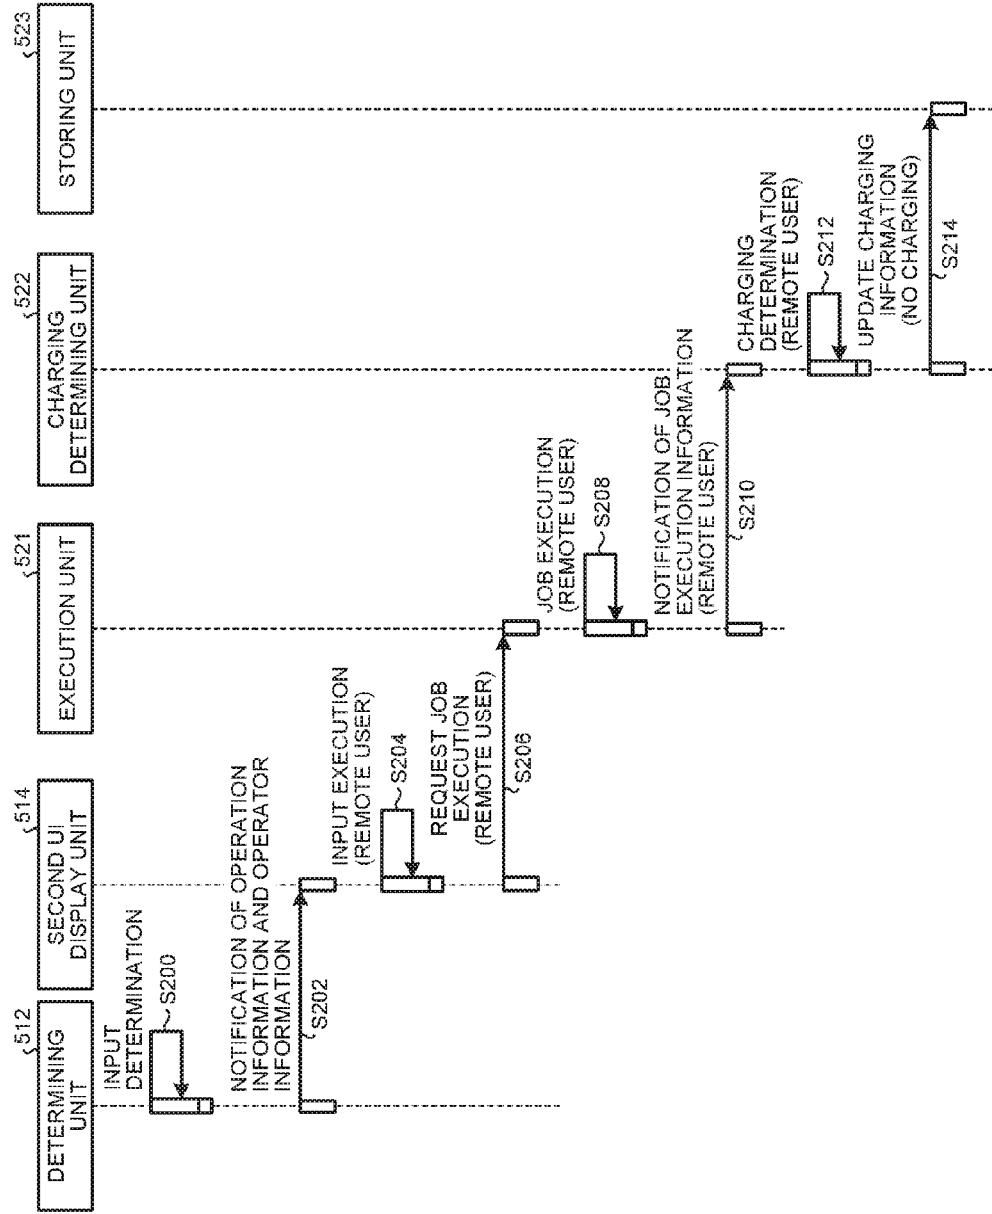 512
DETERMINING
UNIT
514
SECOND UI
DISPLAY UNIT
521
EXECUTION UNIT
522
CHARGING
DETERMINING UNIT
523
STORING UNIT
INPUT
DETERMINATION
S200
NOTIFICATION OF OPERATION
INFORMATION AND OPERATOR
INFORMATION
S202
INPUT EXECUTION
(REMOTE USER)
S204
REQUEST JOB
EXECUTION
(REMOTE USER)
S206
JOB EXECUTION
(REMOTE USER)
S208
NOTIFICATION OF JOB
EXECUTION INFORMATION
(REMOTE USER)
S210
CHARGING
DETERMINATION
(REMOTE USER)
S212
UPDATE CHARGING
INFORMATION
(NO CHARGING)
S214